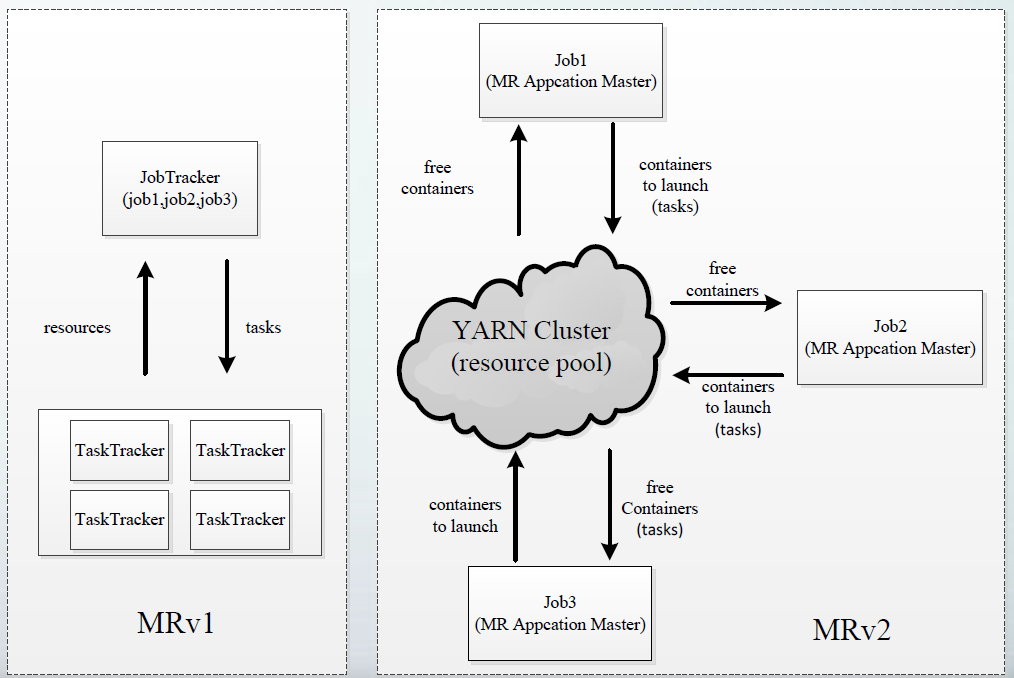 JobTracker
(job1,job2,job3)
resources
tasks
TaskTracker
TaskTracker
TaskTracker
TaskTracker
MRv1
Job1
(MR Appcation Master)
free
containers
containers
to launch
(tasks)
YARN Cluster
(resource pool)
free
containers
Job2
(MR Appcation Master)
containers
to launch
(tasks)
containers
to launch
free
Containers
(tasks)
Job3
(MR Appcation Master)
MRv2